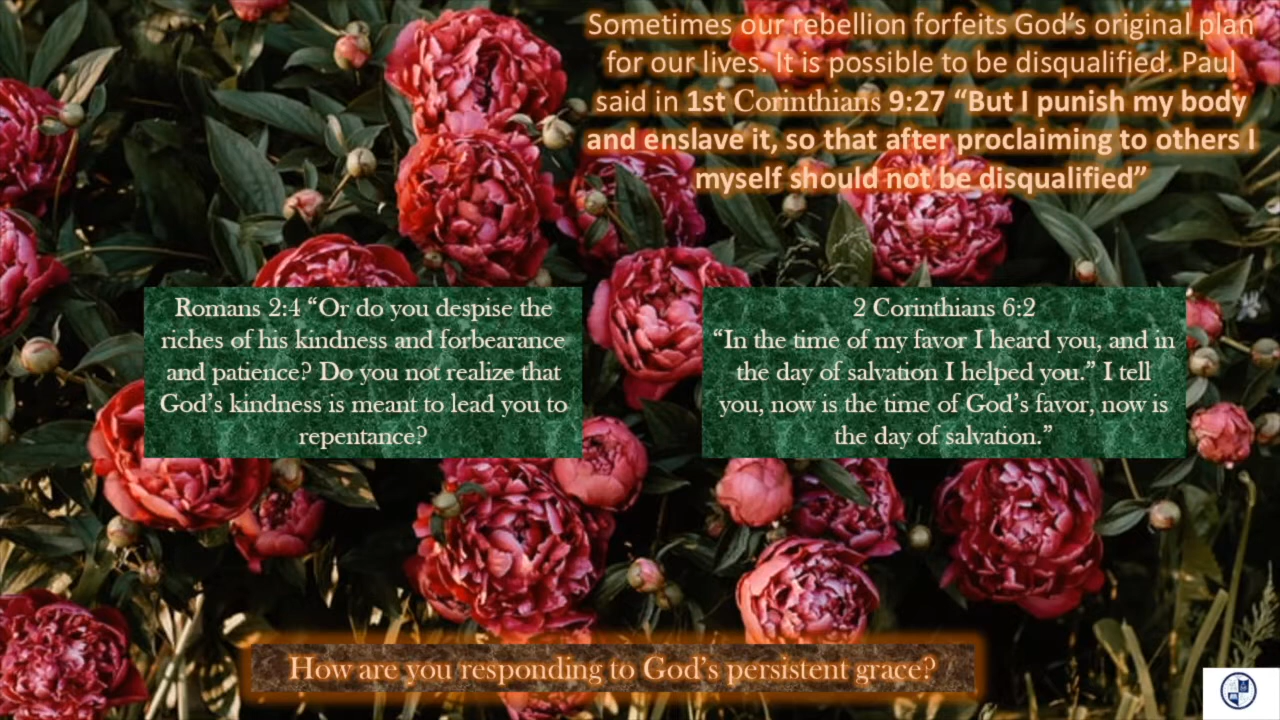 Sometimes our rebellion forfeits God’s original plan
for our lives. It is possible to be disqualified. Paul
said in 1st Corinthians 9:27 “But I punish my body
and enslave it, so that after proclaiming to others I
myself should not be disqualified”
Romans 2:4 “Or do you despise the
riches of his kindness and forbearance
and patience? Do you not realize that
God’s kindness is meant to lead you to
repentance?
2 Corinthians 6:2
“In the time of my favor I heard you, and in
the day of salvation I helped you.” I tell
you, now is the time of God’s favor, now is
the day of salvation.”
How are you responding to God’s persistent grace?